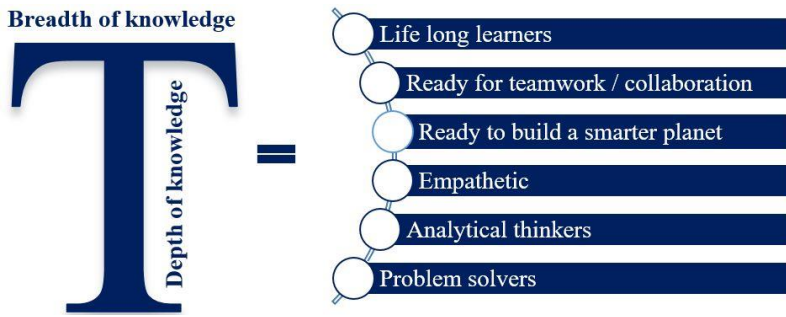 Breadth of knowledge
T
Depth of knowledge
=
Life long learners
Ready for teamwork / collaboration
Ready to build a smarter planet
Empathetic
Analytical thinkers
Problem solvers